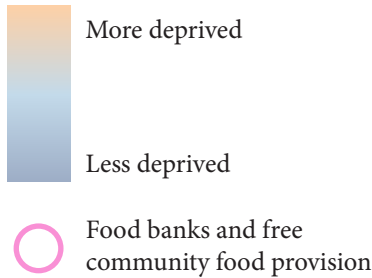 More deprived
Less deprived
Food banks and free
community food provision